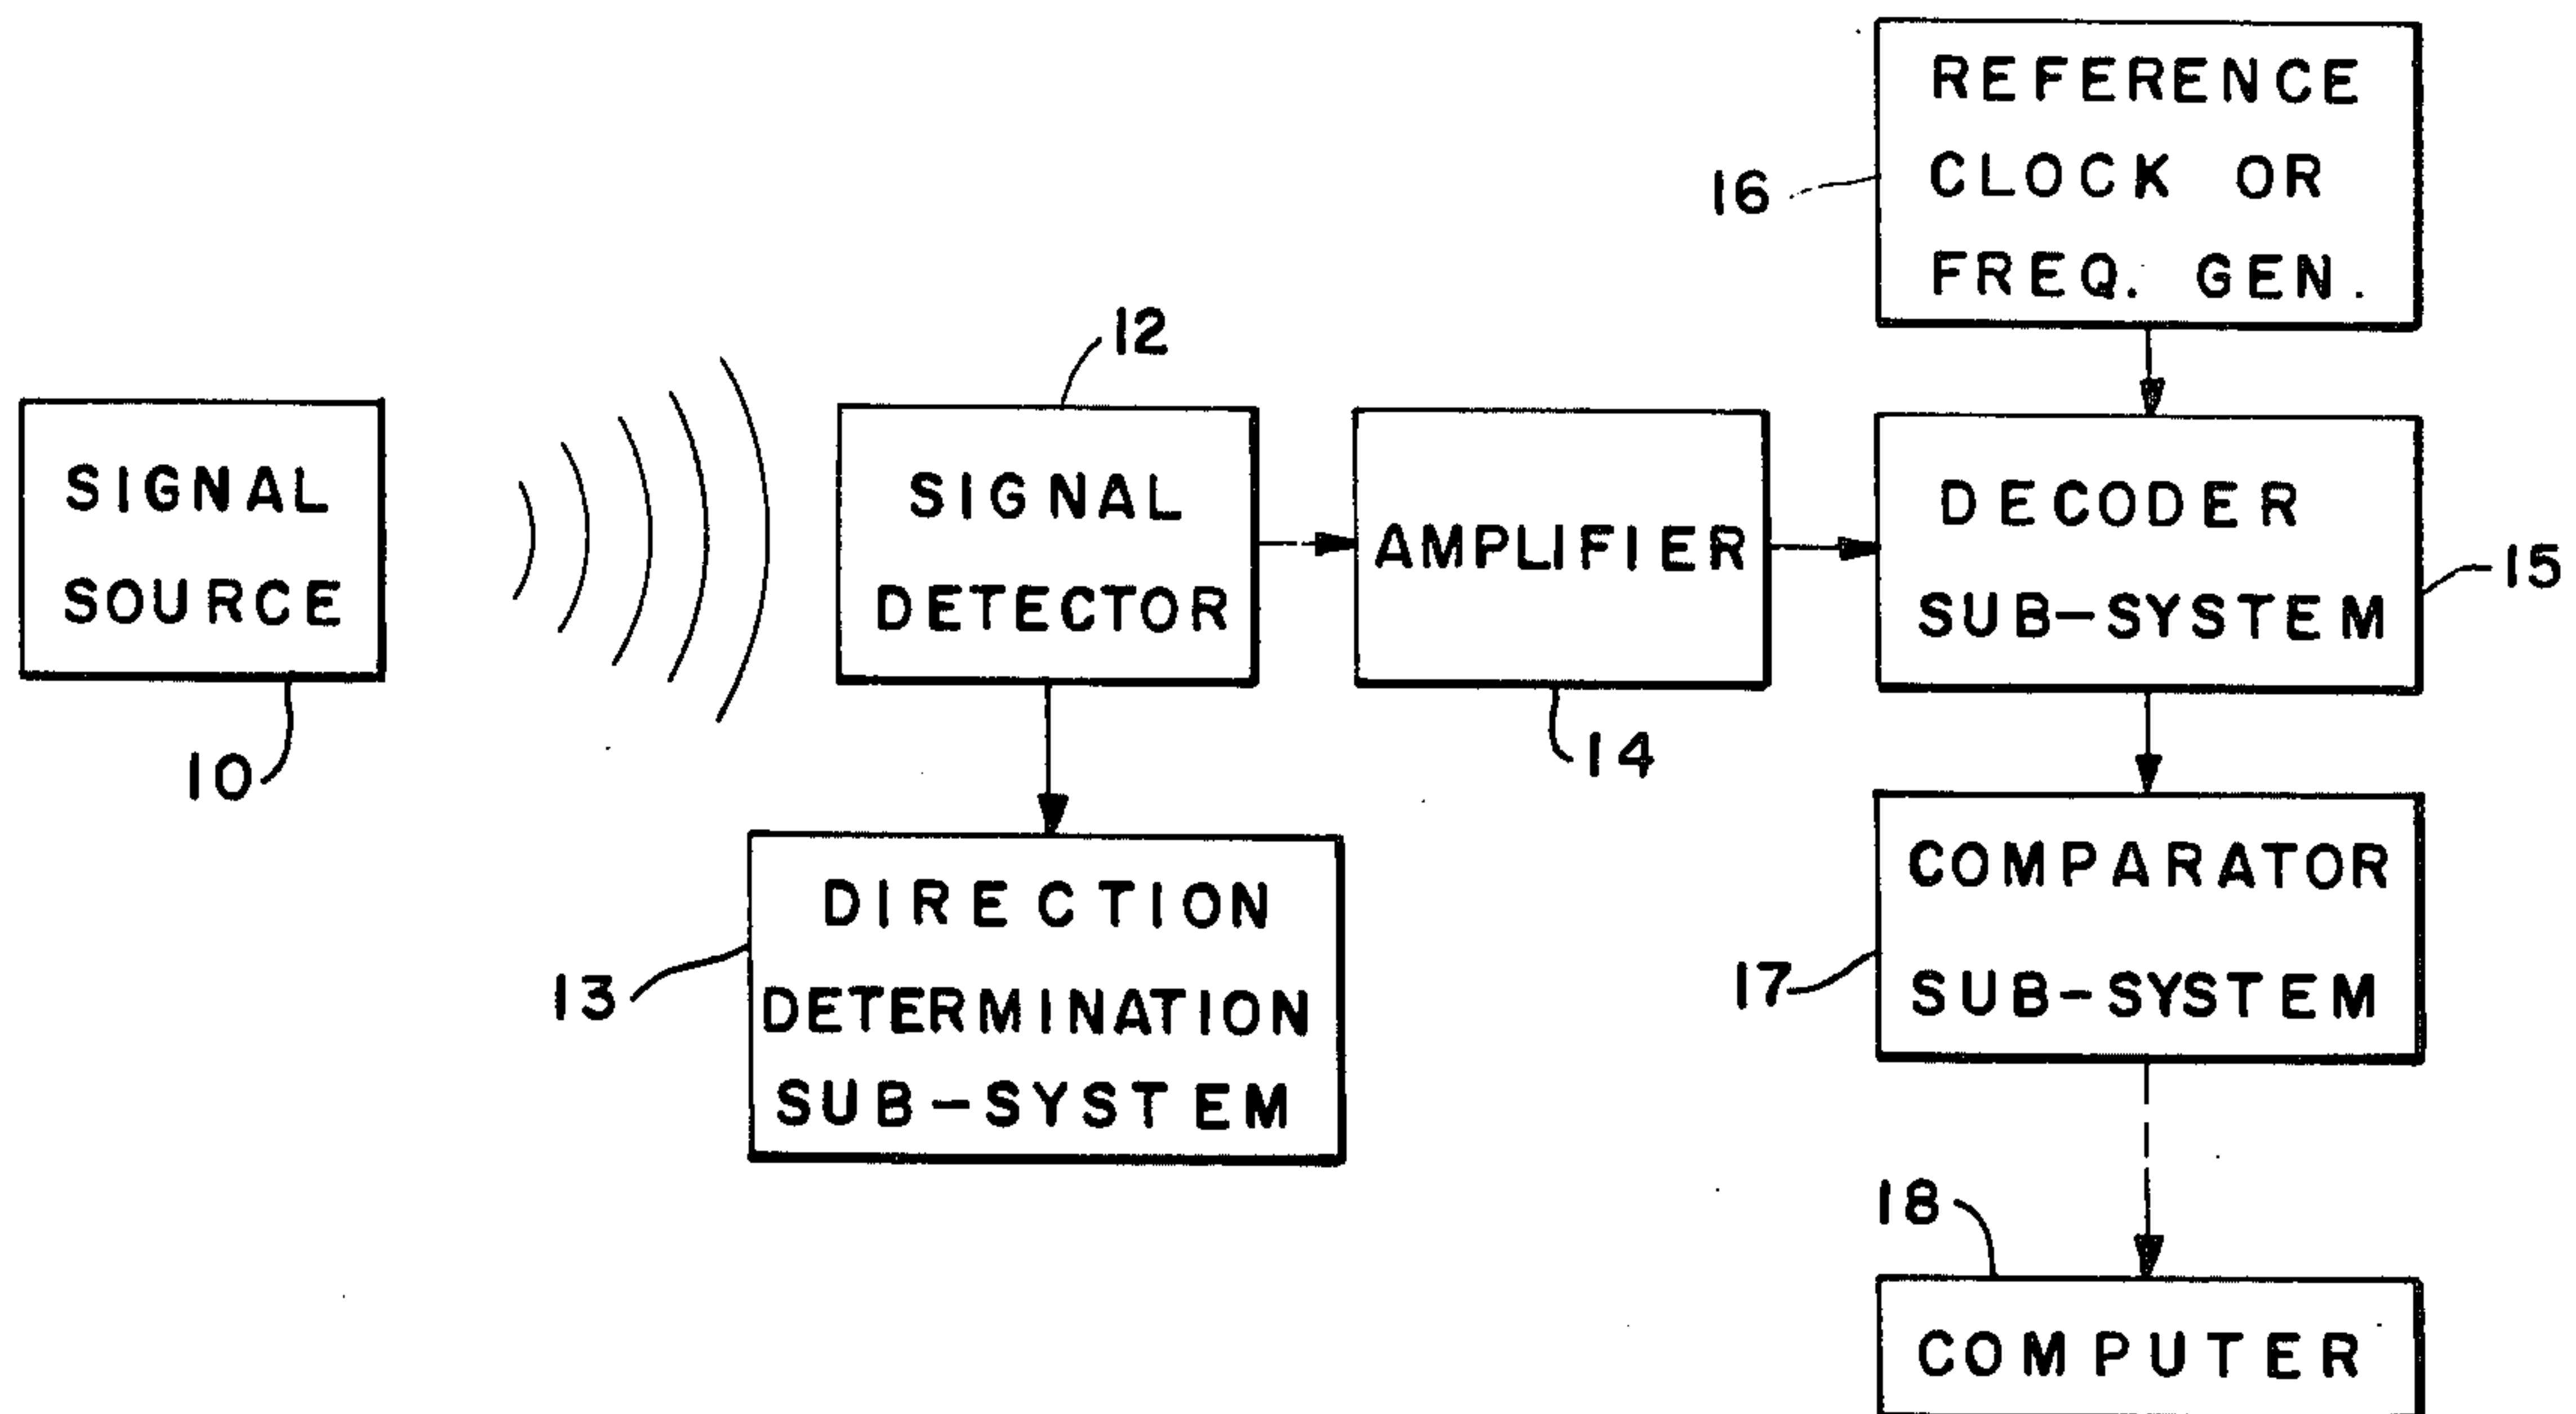 SIGNAL
SOURCE
10
12
SIGNAL
DETECTOR
13
DIRECTION
DETERMINATION
SUB-SYSTEM
AMPLIFIER
14
16
REFERENCE
CLOCK OR
FREQ. GEN.
DECODER
SUB-SYSTEM
15
17
COMPARATOR
SUB-SYSTEM
18
COMPUTER